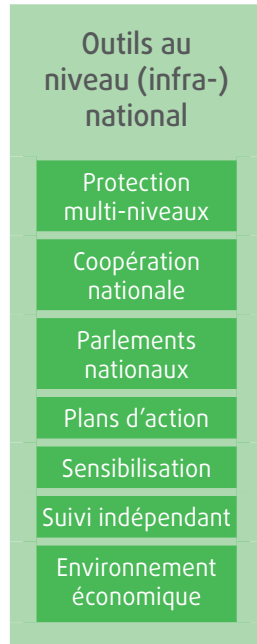 Outils au
niveau (infra-)
national
Protection
multi-niveaux
Coopération
nationale
Parlements
nationaux
Plans d’action
Sensibilisation
Suivi indépendant
Environnement
économique